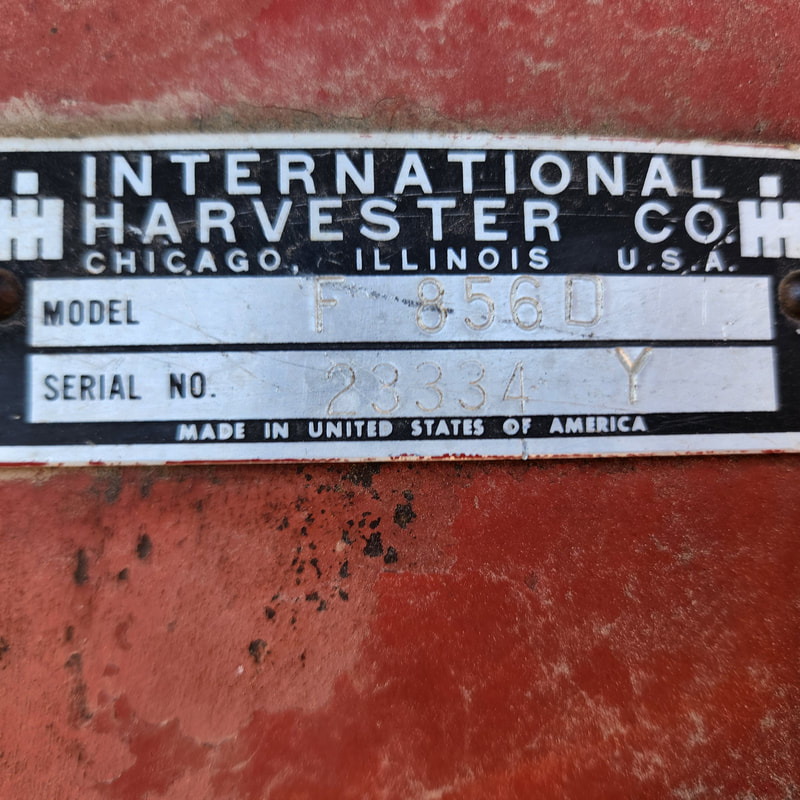 INTERNATIONAL
HARVESTER CO.
CHICAGO, ILLINOIS U.S.A.
MODEL F 856D
SERIAL NO. 23334 Y
MADE IN UNITED STATES OF AMERICA